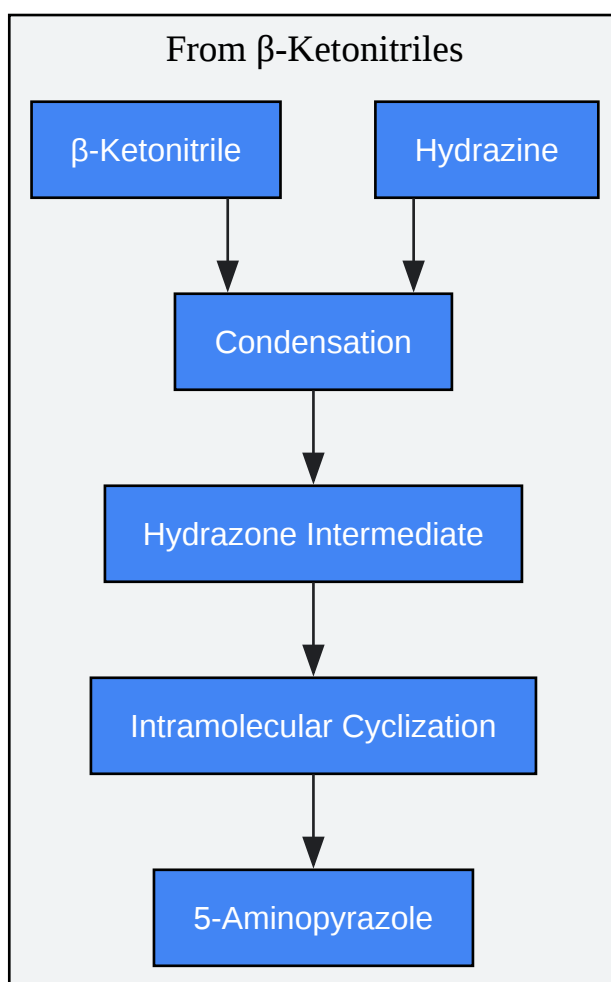 From β-Ketonitriles
β-Ketonitrile
Hydrazine
Condensation
Hydrazone Intermediate
Intramolecular Cyclization
5-Aminopyrazole